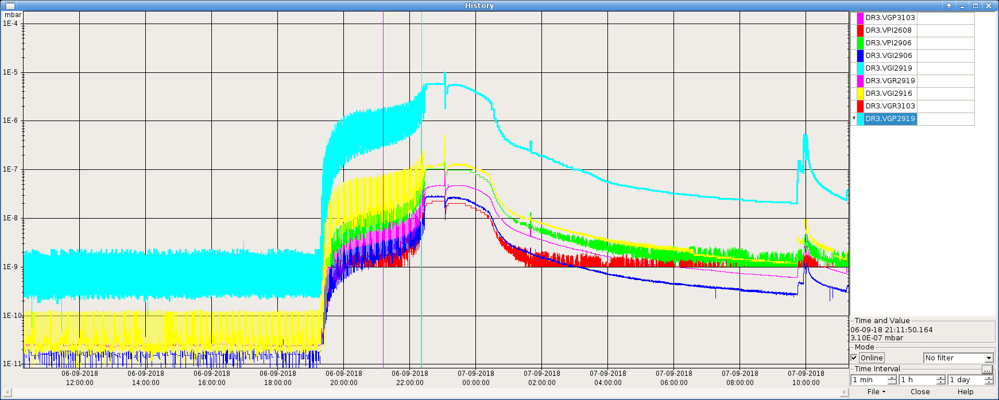 History
mbar
1E-4
1E-5
1E-6
1E-7
1E-8
1E-9
1E-10
1E-11
06-09-2018 06-09-2018 06-09-2018 06-09-2018 06-09-2018 06-09-2018 07-09-2018 07-09-2018 07-09-2018 07-09-2018 07-09-2018 07-09-2018
12:00:00 14:00:00 16:00:00 18:00:00 20:00:00 22:00:00 00:00:00 02:00:00 04:00:00 06:00:00 08:00:00 10:00:00
DR3.VGP3103
DR3.VPI2608
DR3.VPI2906
DR3.VGI2906
DR3.VGI2919
DR3.VGR2919
DR3.VGI2916
DR3.VGR3103
* DR3.VGP2919
Time and Value
06-09-18 21:11:50.164
3.10E-07 mbar
Mode
Online No filter
Time Interval ...
1 min 1 h 1 day
File Close Help